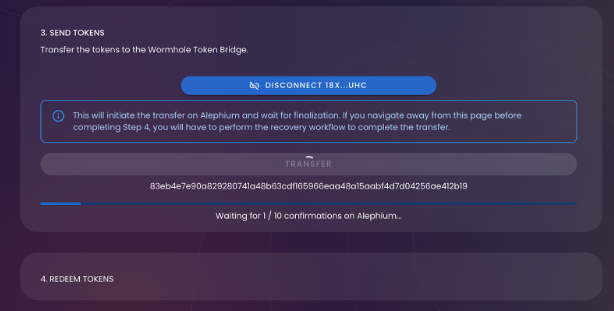 3. SEND TOKENS
Transfer the tokens to the Wormhole Token Bridge.
DISCONNECT 18X...UHC
This will initiate the transfer on Alephium and wait for finalization. If you navigate away from this page before
completing Step 4, you will have to perform the recovery workflow to complete the transfer.
TRANSFER
83eb4e7e90a829280741a48b63cdf165966eaa48a15aabf4d7d04256ae412b19
Waiting for 1 / 10 confirmations on Alephium...
4. REDEEM TOKENS